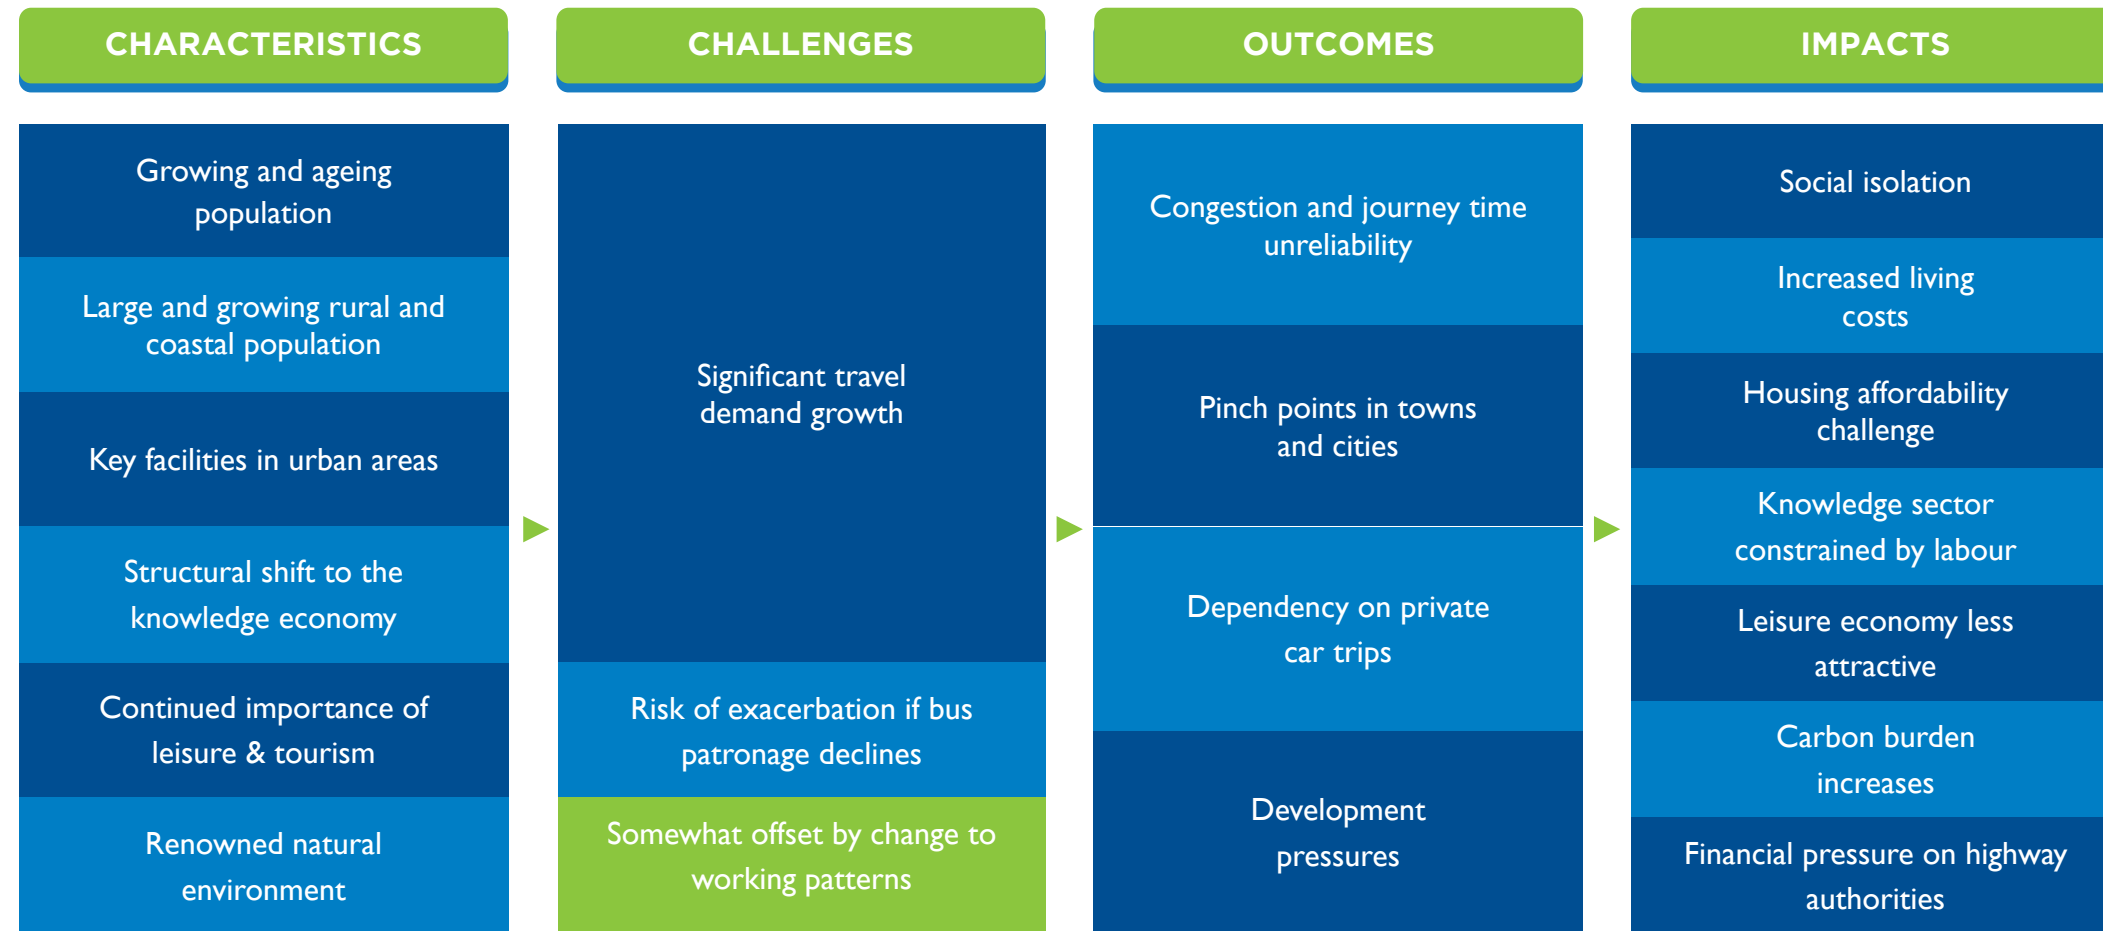 CHARACTERISTICS
Growing and ageing
population
Large and growing rural and
coastal population
Key facilities in urban areas
Structural shift to the
knowledge economy
Continued importance of
leisure & tourism
Renowned natural
environment
CHALLENGES
Significant travel
demand growth
Risk of exacerbation if bus
patronage declines
Somewhat offset by change to
working patterns
OUTCOMES
Congestion and journey time
unreliability
Pinch points in towns
and cities
Dependency on private
car trips
Development
pressures
IMPACTS
Social isolation
Increased living
costs
Housing affordability
challenge
Knowledge sector
constrained by labour
Leisure economy less
attractive
Carbon burden
increases
Financial pressure on highway
authorities